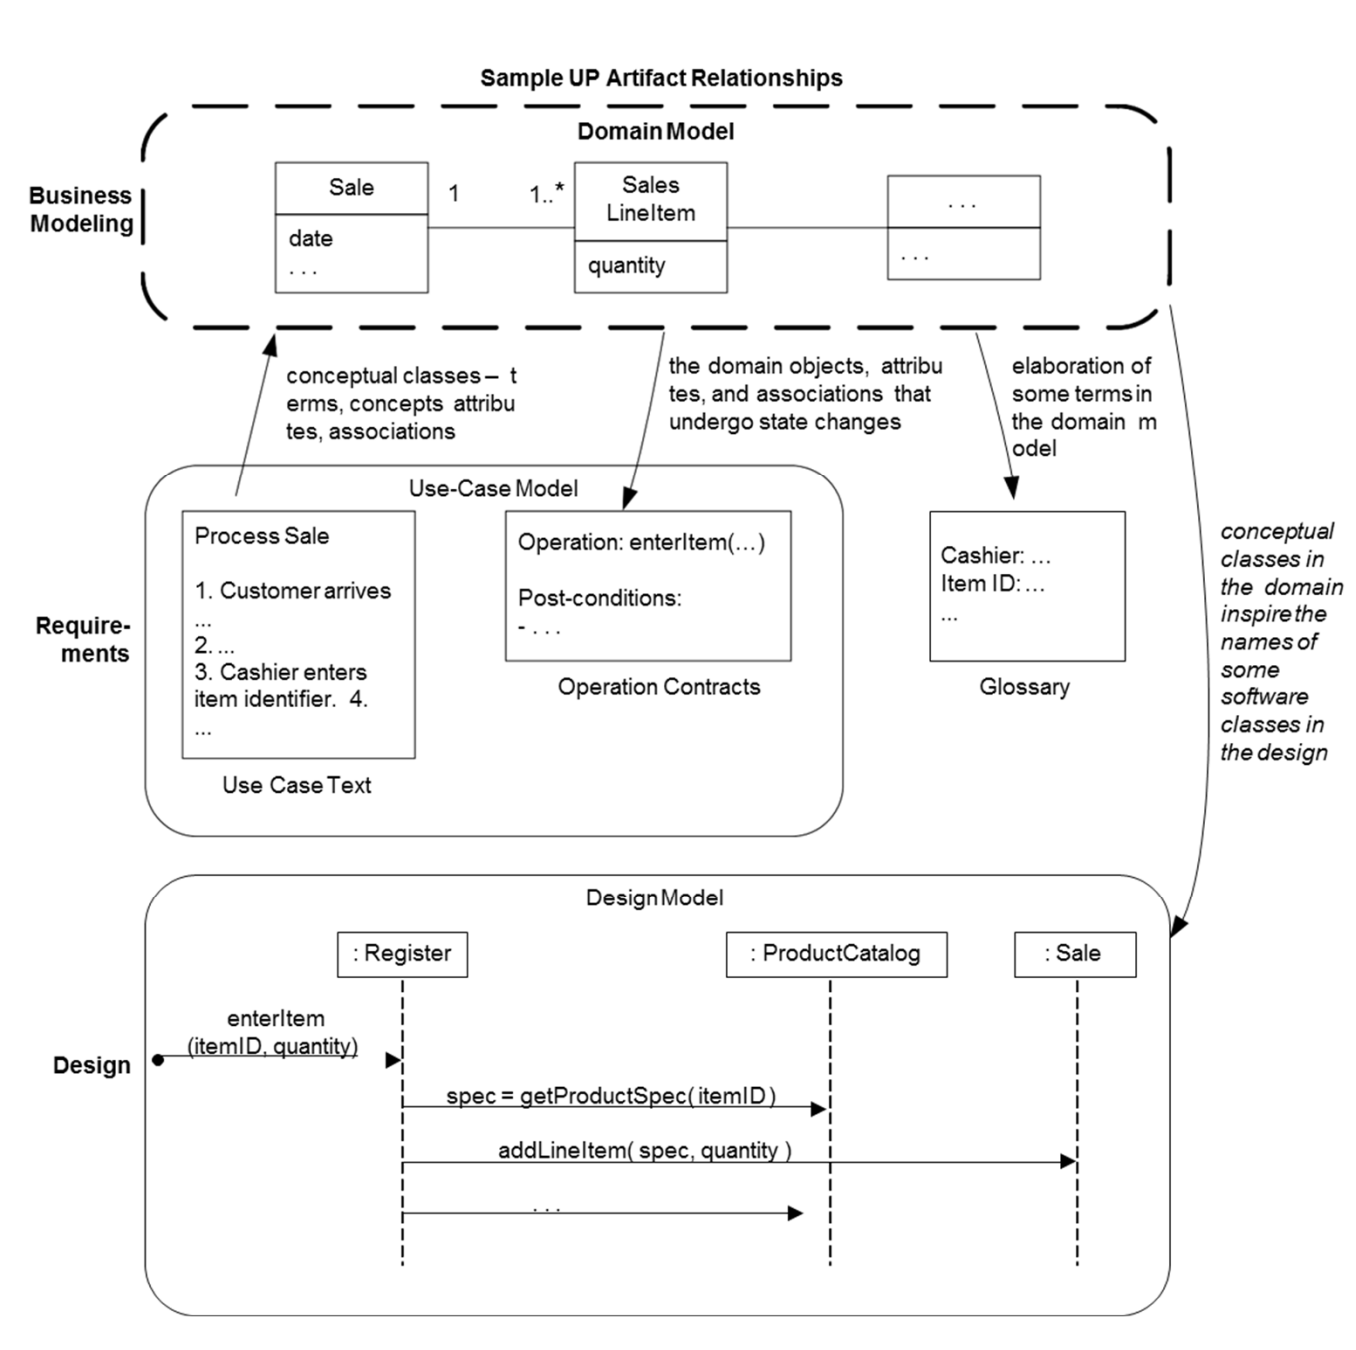 Sample UP Artifact Relationships
Domain Model
Business
Modeling
Sale
date
. . .
1
1..*
Sales
LineItem
quantity
. . .
. . .
conceptual classes – t
erms, concepts attribu
tes, associations
the domain objects, attribu
tes, and associations that
undergo state changes
elaboration of
some terms in
the domain m
odel
conceptual
classes in
the domain
inspire the
names of
some
software
classes in
the design
Require-
ments
Use-Case Model
Process Sale
1. Customer arrives
...
2. ...
3. Cashier enters
item identifier. 4.
...
Use Case Text
Operation: enterItem(…)
Post-conditions:
- . . .
Operation Contracts
Cashier: ...
Item ID: ...
...
Glossary
Design
Design Model
: Register
: ProductCatalog
: Sale
enterItem
(itemID, quantity)
spec = getProductSpec( itemID )
addLineItem( spec, quantity )
. . .